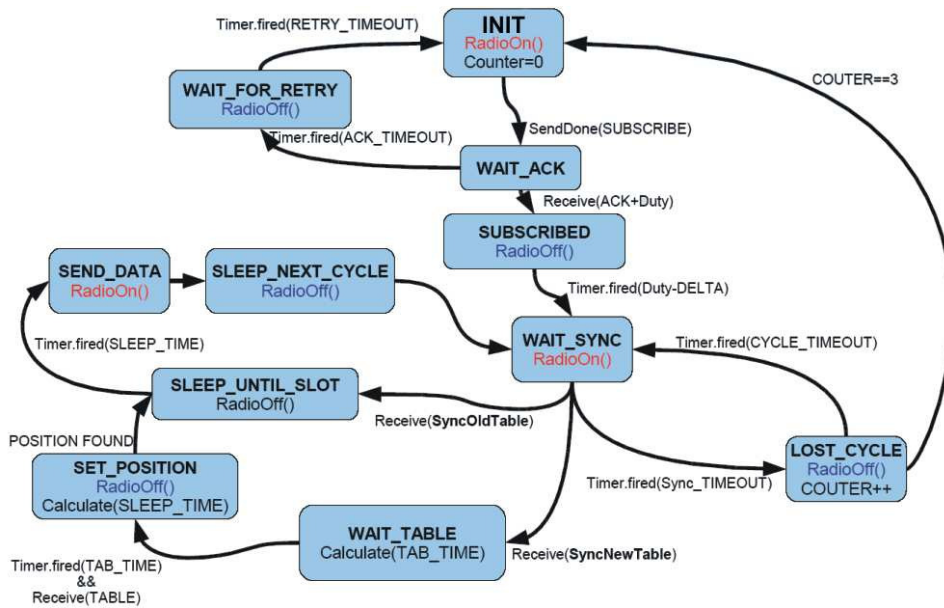 Timer.fired(RETRY_TIMEOUT)
INIT
RadioOn()
Counter=0
WAIT_FOR_RETRY
RadioOff()
COUTER==3
Timer.fired(ACK_TIMEOUT)
SendDone(SUBSCRIBE)
WAIT_ACK
Receive(ACK+Duty)
SUBSCRIBED
RadioOff()
SEND_DATA
RadioOn()
SLEEP_NEXT_CYCLE
RadioOff()
Timer.fired(Duty-DELTA)
WAIT_SYNC
RadioOn()
Timer.fired(SLEEP_TIME)
Timer.fired(CYCLE_TIMEOUT)
SLEEP_UNTIL_SLOT
RadioOff()
Receive(SyncOldTable)
POSITION FOUND
SET_POSITION
RadioOff()
Calculate(SLEEP_TIME)
LOST_CYCLE
RadioOff()
COUTER++
Timer.fired(Sync_TIMEOUT)
WAIT_TABLE
Calculate(TAB_TIME)
Receive(SyncNewTable)
Timer.fired(TAB_TIME)
&&
Receive(TABLE)